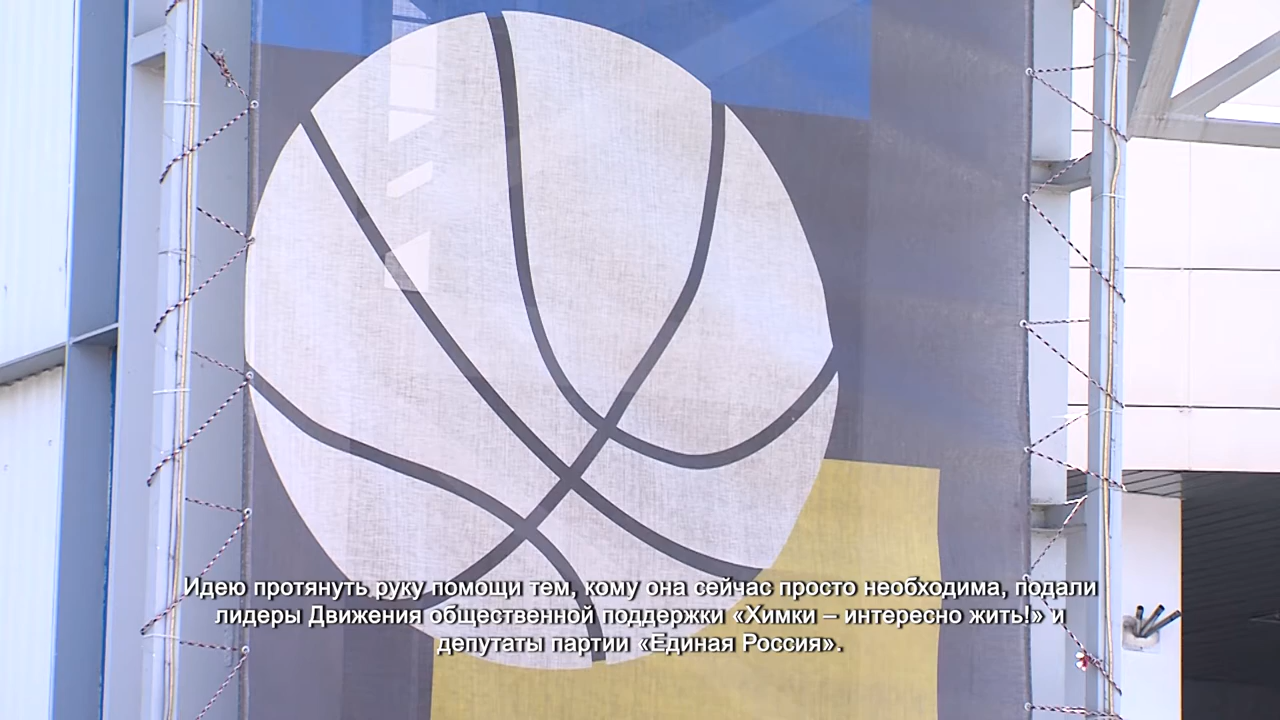 Идею протянуть руку помощи тем, кому она сейчас просто необходима, подали
лидеры Движения общественной поддержки «Химки – интересно жить!» и
депутаты партии «Единая Россия».